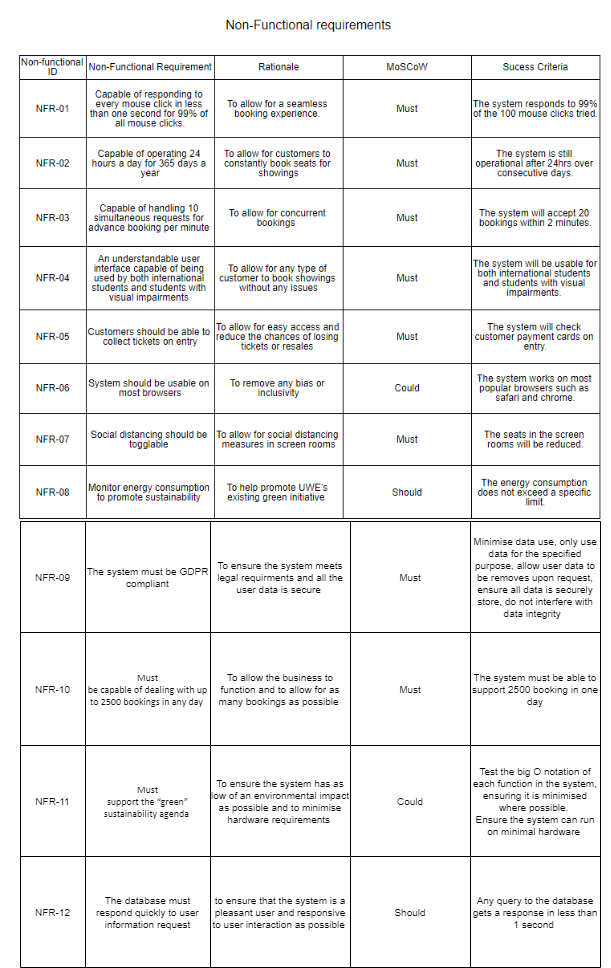 Non-Functional requirements
Non-functional
ID
Non-Functional Requirement
Rationale
MoSCoW
Sucess Criteria
NFR-01
Capable of responding to
every mouse click in less
than one second for 99% of
all mouse clicks.
To allow for a seamless
booking experience.
Must
The system responds to 99%
of the 100 mouse clicks tried.
NFR-02
Capable of operating 24
hours a day for 365 days a
year
To allow for customers to
constantly book seats for
showings
Must
The system is still
operational after 24hrs over
consecutive days.
NFR-03
Capable of handling 10
simultaneous requests for
advance booking per minute
To allow for concurrent
bookings
Must
The system will accept 20
bookings within 2 minutes.
NFR-04
An understandable user
interface capable of being
used by both international
students and students with
visual impairments
To allow for any type of
customer to book showings
without any issues
Must
The system will be usable for
both international students
and students with visual
impairments.
NFR-05
Customers should be able to
collect tickets on entry
To allow for easy access and
reduce the chances of losing
tickets or resales
Must
The system will check
customer payment cards on
entry.
NFR-06
System should be usable on
most browsers
To remove any bias or
inclusivity
Could
The system works on most
popular browsers such as
safari and chrome.
NFR-07
Social distancing should be
togglable
To allow for social distancing
measures in screen rooms
Must
The seats in the screen
rooms will be reduced.
NFR-08
Monitor energy consumption
to promote sustainability
To help promote UWE's
existing green initiative
Should
The energy consumption
does not exceed a specific
limit.
NFR-09
The system must be GDPR
compliant
To ensure the system meets
legal requirments and all the
user data is secure
Must
Minimise data use, only use
data for the specified
purpose, allow user data to
be removes upon request,
ensure all data is securely
store, do not interfere with
data integrity
NFR-10
Must
be capable of dealing with up
to 2500 bookings in any day
To allow the business to
function and to allow for as
many bookings as possible
Must
The system must be able to
support 2500 booking in one
day
NFR-11
Must
support the “green”
sustainability agenda
To ensure the system has as
low of an environmental impact
as possible and to minimise
hardware requirements
Could
Test the big O notation of
each function in the system,
ensuring it is minimised
where possible.
Ensure the system can run
on minimal hardware
NFR-12
The database must
respond quickly to user
information request
to ensure that the system is a
pleasant user and responsive
to user interaction as possible
Should
Any query to the database
gets a response in less than
1 second